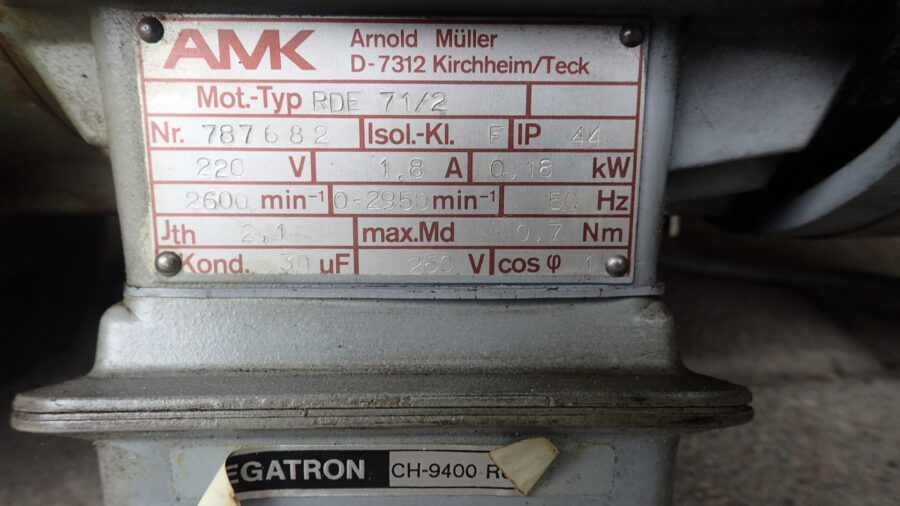 AMK Arnold Müller
D-7312 Kirchheim/Teck
Mot.-Typ RDE 71/2
Nr. 787682 Isol.-Kl. F IP 44
220 V 1,8 A 0,18 kW
2600 min-1 0-2950 min-1 50 Hz
Jth 2,1 max.Md 0,7 Nm
Kond. 30 uF 260 V cos φ 1
EGATRON CH-9400